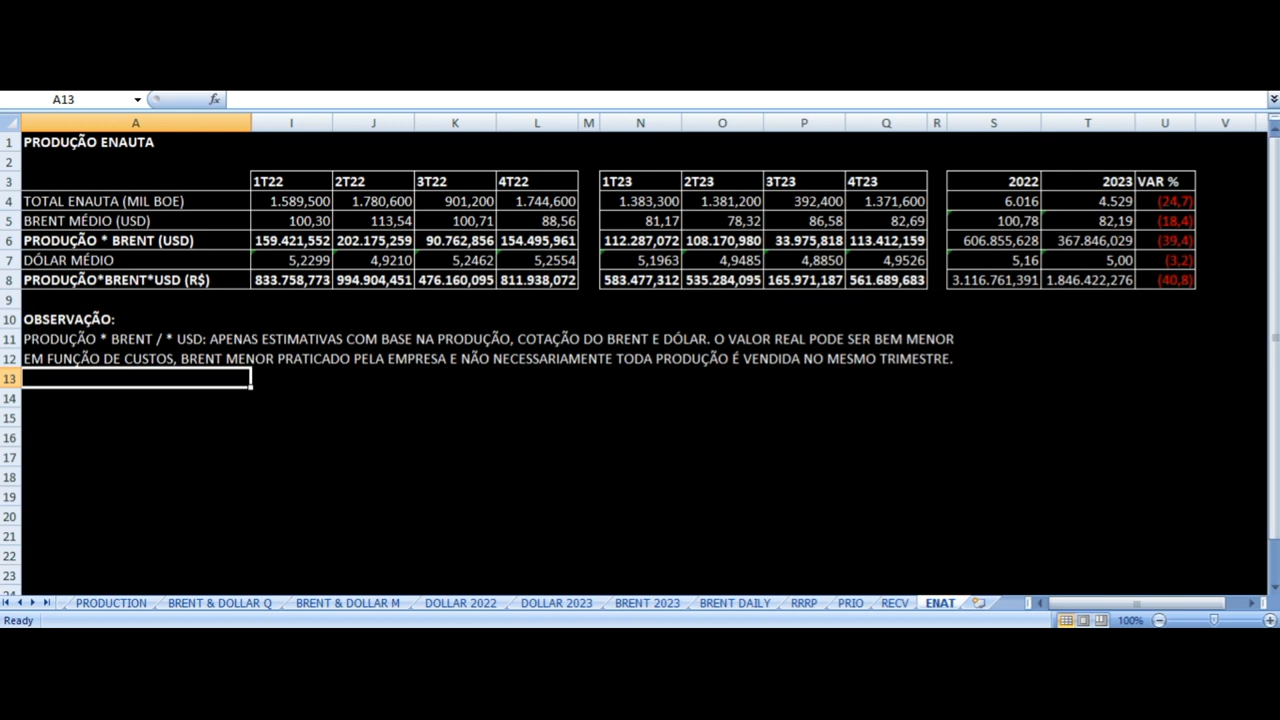 A13 fx
A I J K L M N O P Q R S T U V
1 PRODUÇÃO ENAUTA
2
3 1T22 2T22 3T22 4T22 1T23 2T23 3T23 4T23 2022 2023 VAR %
4 TOTAL ENAUTA (MIL BOE) 1.589,500 1.780,600 901,200 1.744,600 1.383,300 1.381,200 392,400 1.371,600 6.016 4.529 (24,7)
5 BRENT MÉDIO (USD) 100,30 113,54 100,71 88,56 81,17 78,32 86,58 82,69 100,78 82,19 (18,4)
6 PRODUÇÃO * BRENT (USD) 159.421,552 202.175,259 90.762,856 154.495,961 112.287,072 108.170,980 33.975,818 113.412,159 606.855,628 367.846,029 (39,4)
7 DÓLAR MÉDIO 5,2299 4,9210 5,2462 5,2554 5,1963 4,9485 4,8850 4,9526 5,16 5,00 (3,2)
8 PRODUÇÃO*BRENT*USD (R$) 833.758,773 994.904,451 476.160,095 811.938,072 583.477,312 535.284,095 165.971,187 561.689,683 3.116.761,391 1.846.422,276 (40,8)
9
10 OBSERVAÇÃO:
11 PRODUÇÃO * BRENT / * USD: APENAS ESTIMATIVAS COM BASE NA PRODUÇÃO, COTAÇÃO DO BRENT E DÓLAR. O VALOR REAL PODE SER BEM MENOR
12 EM FUNÇÃO DE CUSTOS, BRENT MENOR PRATICADO PELA EMPRESA E NÃO NECESSARIAMENTE TODA PRODUÇÃO É VENDIDA NO MESMO TRIMESTRE.
13
14
15
16
17
18
19
20
21
22
23
PRODUCTION BRENT & DOLLAR Q BRENT & DOLLAR M DOLLAR 2022 DOLLAR 2023 BRENT 2023 BRENT DAILY RRRP PRIO RECV ENAT
Ready 100%